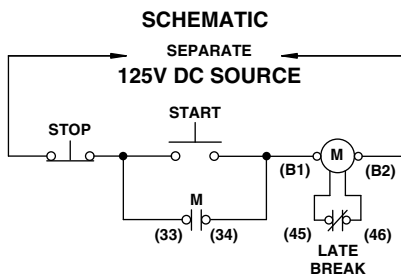 SCHEMATIC
SEPARATE
125V DC SOURCE
START
STOP
M
(B1)
(B2)
M
(33)
(34)
(45)
(46)
LATE
BREAK